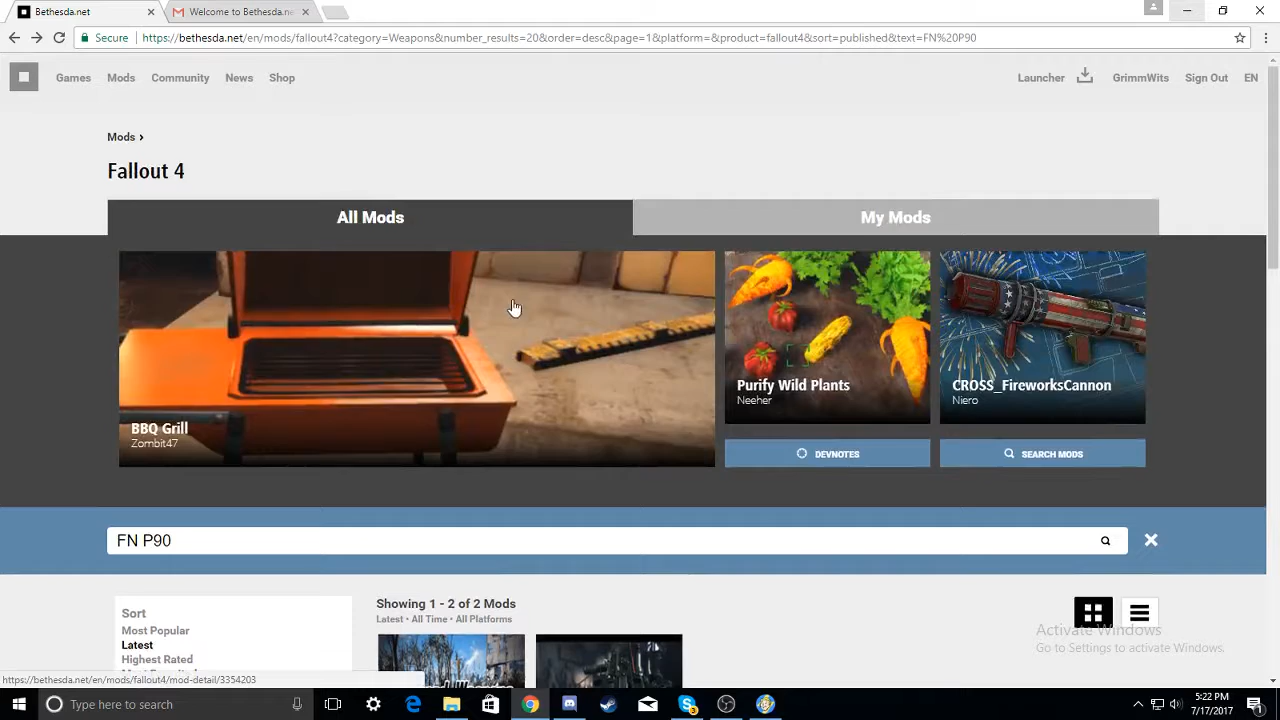 Bethesda.net
Welcome to Bethesda.ne
Secure
https://bethesda.net/en/mods/fallout4?category=Weapons&number_results=20&order=desc&page=1&platform=&product=fallout4&sort=published&text=FN%20P90
Games Mods Community News Shop
Launcher GrimmWits Sign Out EN
Mods ›
Fallout 4
All Mods
My Mods
BBQ Grill
Zombit47
Purify Wild Plants
Neeher
CROSS_FireworksCannon
Niero
DEVNOTES
SEARCH MODS
FN P90
Sort
Most Popular
Latest
Highest Rated
Showing 1 - 2 of 2 Mods
Latest • All Time • All Platforms
Activate Windows
Go to Settings to activate Windows.
https://bethesda.net/en/mods/fallout4/mod-detail/3354203
Type here to search
5:22 PM
7/17/2017